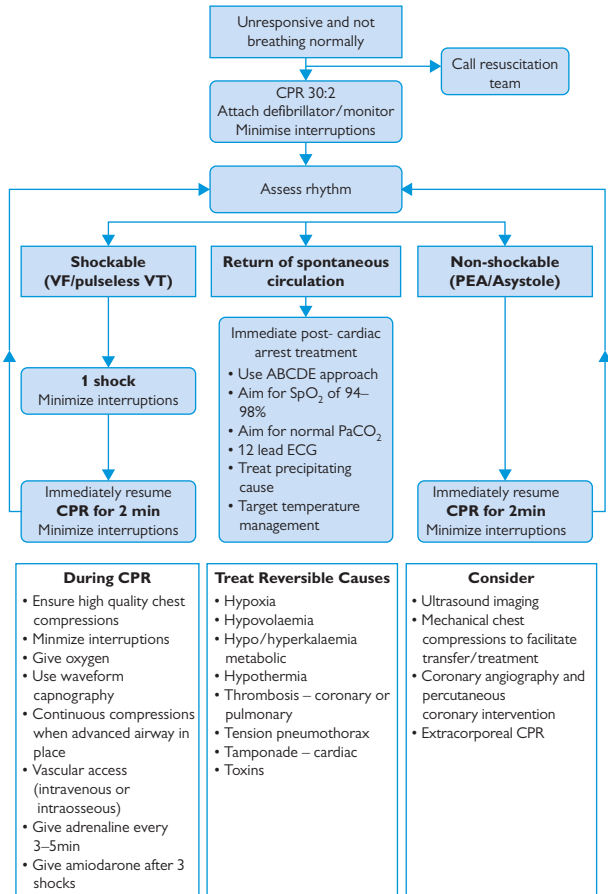 Unresponsive and not
breathing normally
Call resuscitation
team
CPR 30:2
Attach defibrillator/monitor
Minimise interruptions
Assess rhythm
Shockable
(VF/pulseless VT)
Return of spontaneous
circulation
Non-shockable
(PEA/Asystole)
1 shock
Minimize interruptions
Immediate post- cardiac
arrest treatment
• Use ABCDE approach
• Aim for SpO₂ of 94–
98%
• Aim for normal PaCO₂
• 12 lead ECG
• Treat precipitating
cause
• Target temperature
management
Immediately resume
CPR for 2 min
Minimize interruptions
Immediately resume
CPR for 2min
Minimize interruptions
During CPR
• Ensure high quality chest
compressions
• Minmize interruptions
• Give oxygen
• Use waveform
capnography
• Continuous compressions
when advanced airway in
place
• Vascular access
(intravenous or
intraosseous)
• Give adrenaline every
3–5min
• Give amiodarone after 3
shocks
Treat Reversible Causes
• Hypoxia
• Hypovolaemia
• Hypo/hyperkalaemia
metabolic
• Hypothermia
• Thrombosis – coronary or
pulmonary
• Tension pneumothorax
• Tamponade – cardiac
• Toxins
Consider
• Ultrasound imaging
• Mechanical chest
compressions to facilitate
transfer/treatment
• Coronary angiography and
percutaneous
coronary intervention
• Extracorporeal CPR